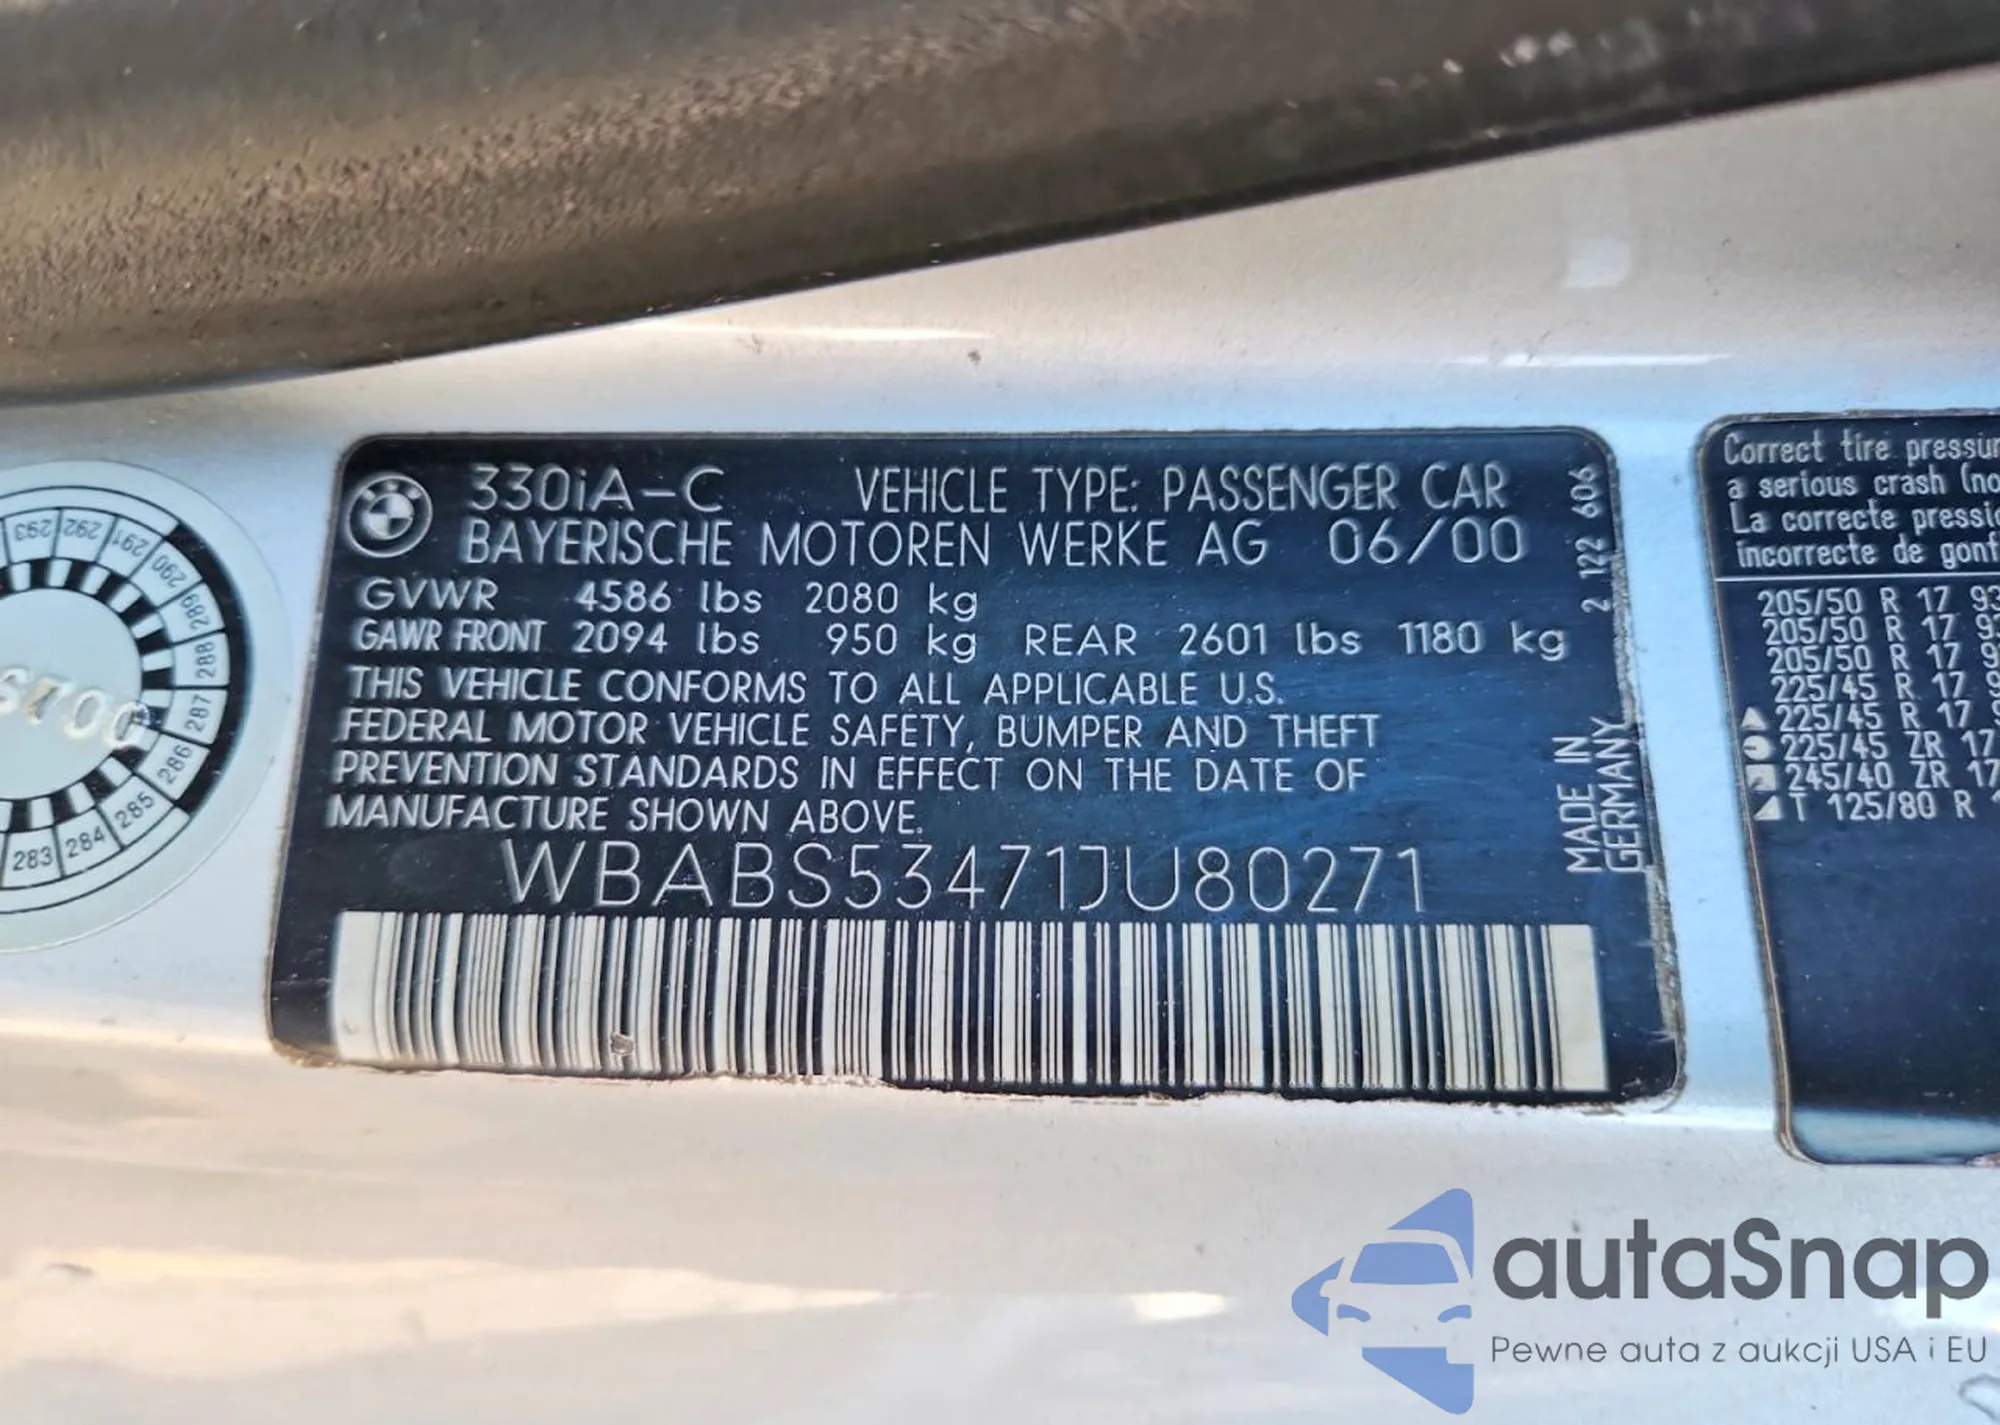 330iA-C VEHICLE TYPE: PASSENGER CAR
BAYERISCHE MOTOREN WERKE AG 06/00
GVWR 4586 lbs 2080 kg
GAWR FRONT 2094 lbs 950 kg REAR 2601 lbs 1180 kg
THIS VEHICLE CONFORMS TO ALL APPLICABLE U.S.
FEDERAL MOTOR VEHICLE SAFETY, BUMPER AND THEFT
PREVENTION STANDARDS IN EFFECT ON THE DATE OF
MANUFACTURE SHOWN ABOVE.
WBABS53471JU80271
2 122 606
MADE IN
GERMANY
293 292 291 290 289 288 287 286 285 284 283
Correct tire
a serious crash
La correcte
incorrecte de
205/50 R 17
205/50 R 17
205/50 R 17
225/45 R 17
225/45 R 17
225/45 ZR 17
245/40 ZR 17
T 125/80 R
autaSnap
Pewne auta z aukcji USA i EU